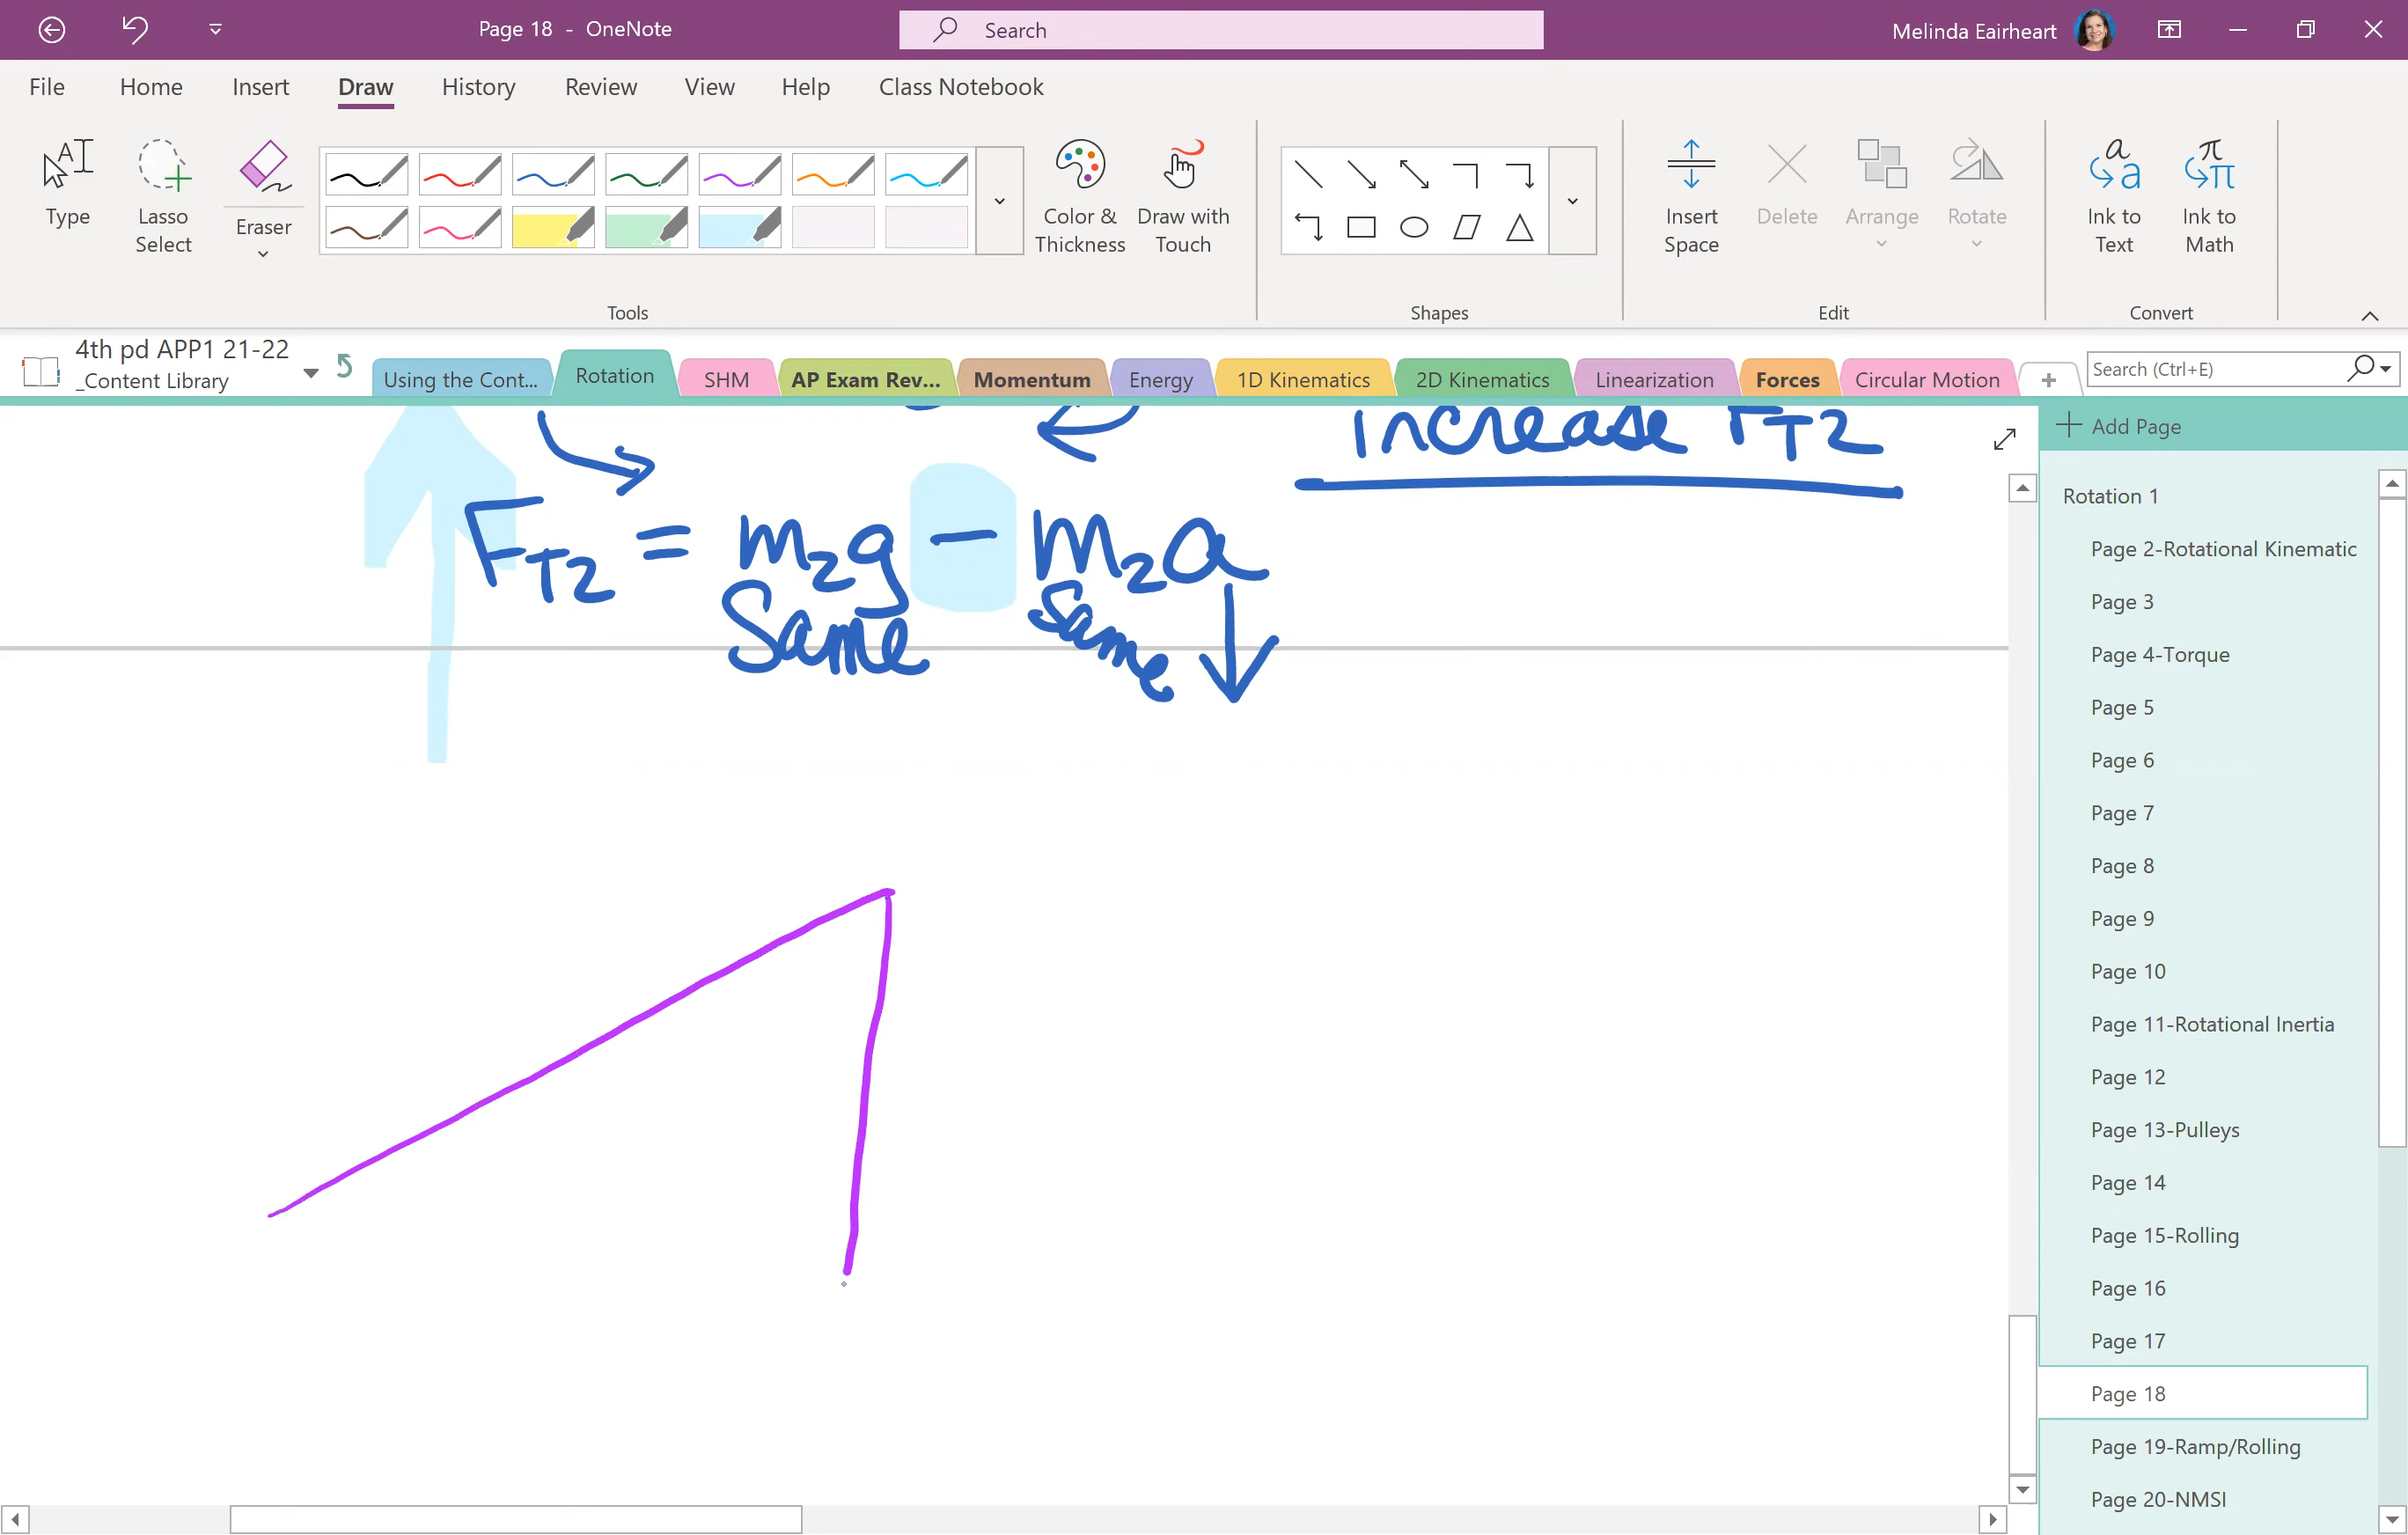 Page 18 - OneNote
Search
Melinda Eairheart
File Home Insert Draw History Review View Help Class Notebook
Type
Lasso Select
Eraser
Color & Thickness
Draw with Touch
Insert Space
Delete
Arrange
Rotate
Ink to Text
Ink to Math
Tools
Shapes
Edit
Convert
4th pd APP1 21-22
_Content Library
Using the Cont... Rotation SHM AP Exam Rev... Momentum Energy 1D Kinematics 2D Kinematics Linearization Forces Circular Motion
Search (Ctrl+E)
Add Page
increase FT2
FT2 = m2g - m2a
Same Same
Rotation 1
Page 2-Rotational Kinematic
Page 3
Page 4-Torque
Page 5
Page 6
Page 7
Page 8
Page 9
Page 10
Page 11-Rotational Inertia
Page 12
Page 13-Pulleys
Page 14
Page 15-Rolling
Page 16
Page 17
Page 18
Page 19-Ramp/Rolling
Page 20-NMSI